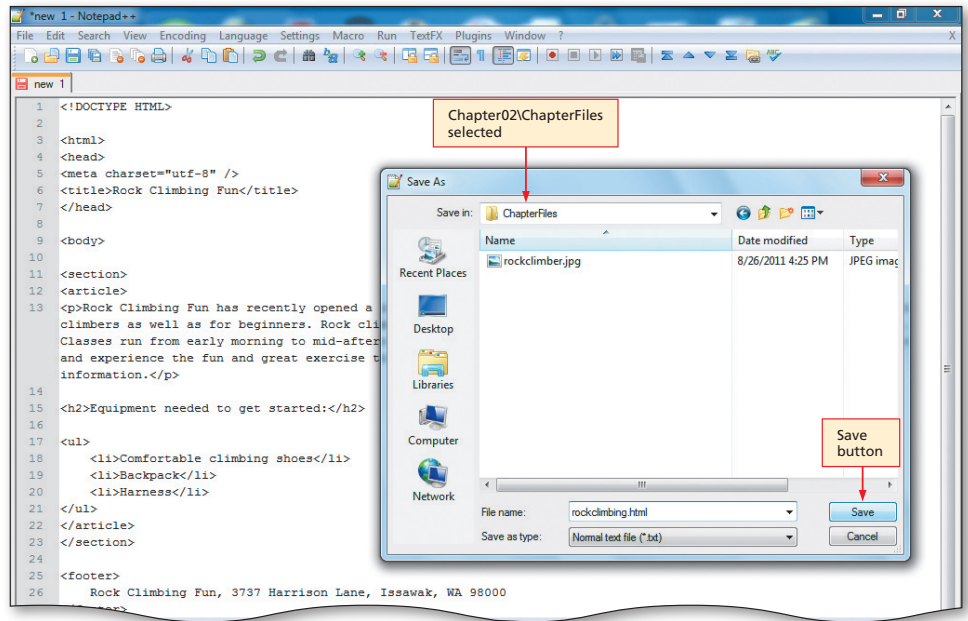 *new 1 - Notepad++
File Edit Search View Encoding Language Settings Macro Run TextFX Plugins Window ?
X
new 1
1 <!DOCTYPE HTML>
2
3 <html>
4 <head>
5 <meta charset="utf-8" />
6 <title>Rock Climbing Fun</title>
7 </head>
8
9 <body>
10
11 <section>
12 <article>
13 <p>Rock Climbing Fun has recently opened a
climbers as well as for beginners. Rock cli
Classes run from early morning to mid-after
and experience the fun and great exercise t
information.</p>
14
15 <h2>Equipment needed to get started:</h2>
16
17 <ul>
18 <li>Comfortable climbing shoes</li>
19 <li>Backpack</li>
20 <li>Harness</li>
21 </ul>
22 </article>
23 </section>
24
25 <footer>
26 Rock Climbing Fun, 3737 Harrison Lane, Issawak, WA 98000
Chapter02\ChapterFiles
selected
Save As
Save in: ChapterFiles
Name Date modified Type
rockclimber.jpg 8/26/2011 4:25 PM JPEG imag
Recent Places
Desktop
Libraries
Computer
Network
Save
button
File name: rockclimbing.html Save
Save as type: Normal text file (*.txt) Cancel